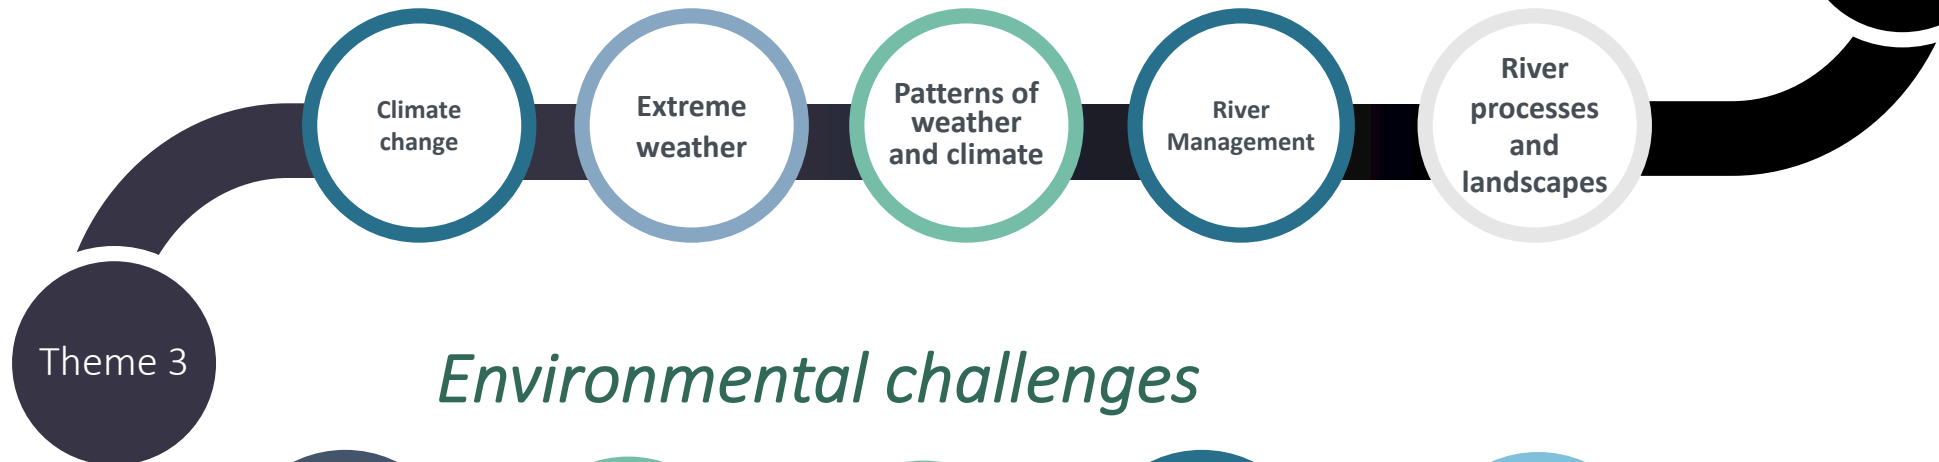 Climate
change
Extreme
weather
Patterns of
weather
and climate
River
Management
River
processes
and
landscapes
Theme 3
Environmental challenges